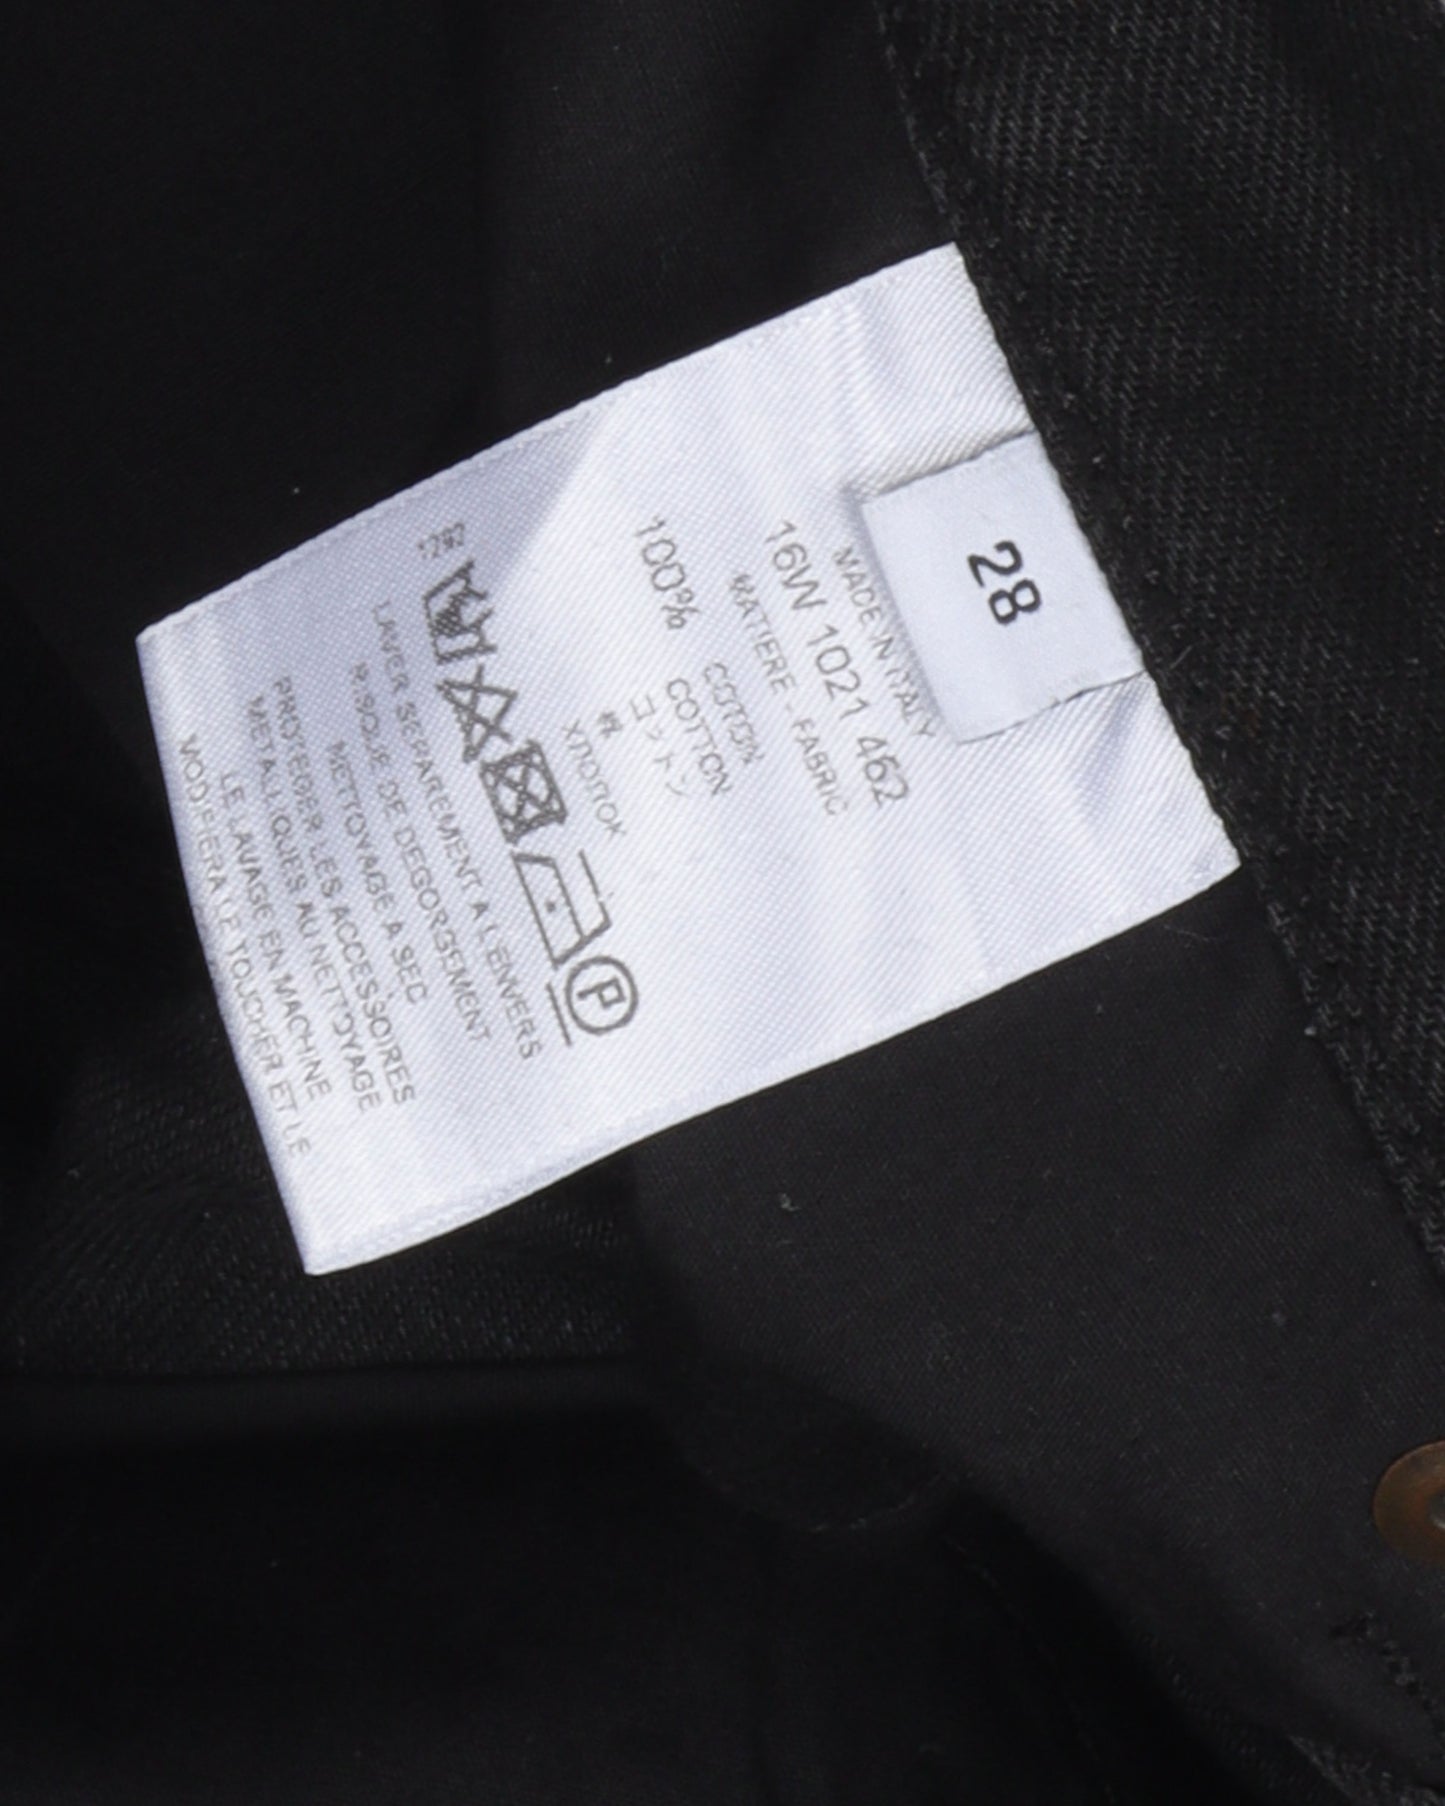 28
MADE IN ITALY
16W 1021 462
MATIERE - FABRIC
COTON
100% COTTON
コットン
棉
ХЛОПОК
1292
P
LAVER SEPAREMENT A L'ENVERS
RISQUE DE DEGORGEMENT
NETTOYAGE A SEC
PROTEGER LES ACCESSOIRES
METALLIQUES AU NETTOYAGE
LE LAVAGE EN MACHINE
MODIFIERA LE TOUCHER ET LE